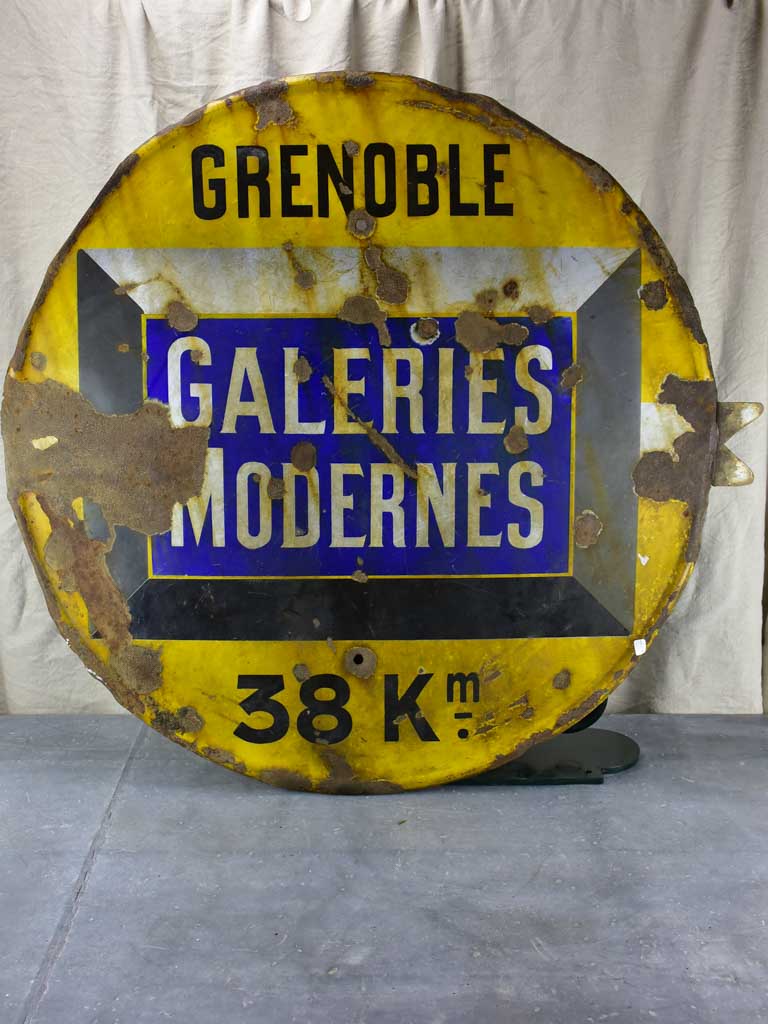 GRENOBLE
GALERIES
MODERNES
38 Km.